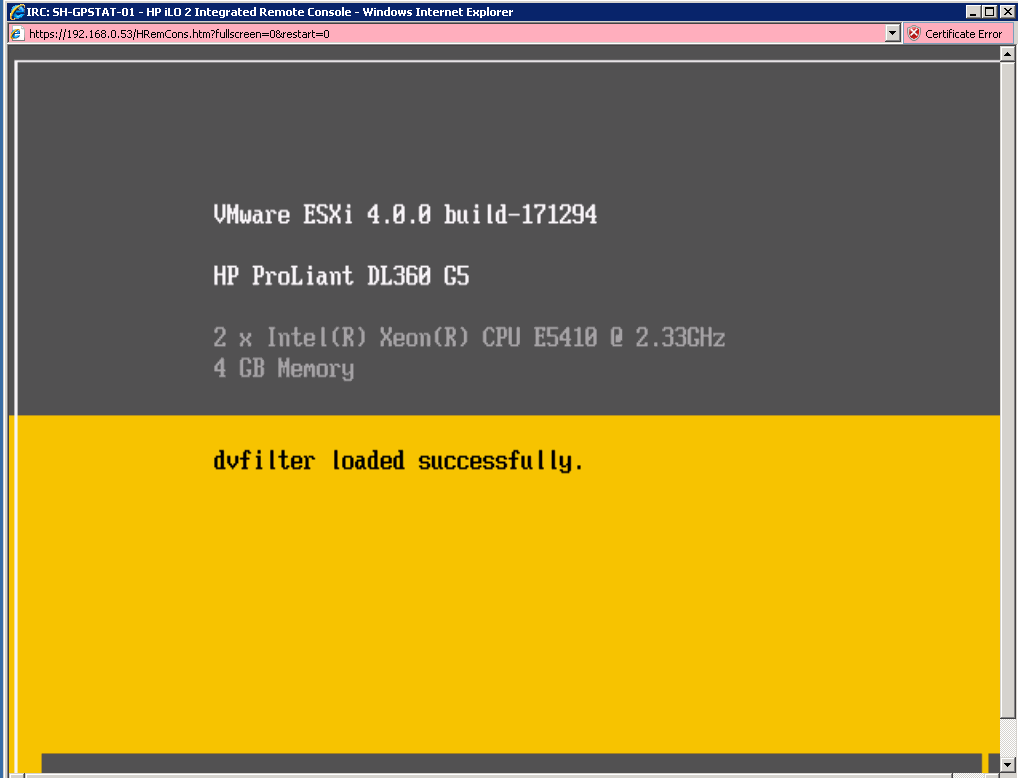 IRC: SH-GPSTAT-01 - HP iLO 2 Integrated Remote Console - Windows Internet Explorer
https://192.168.0.53/HRemCons.htm?fullscreen=0&restart=0
Certificate Error
VMware ESXi 4.0.0 build-171294
HP ProLiant DL360 G5
2 x Intel(R) Xeon(R) CPU E5410 @ 2.33GHz
4 GB Memory
dvfilter loaded successfully.